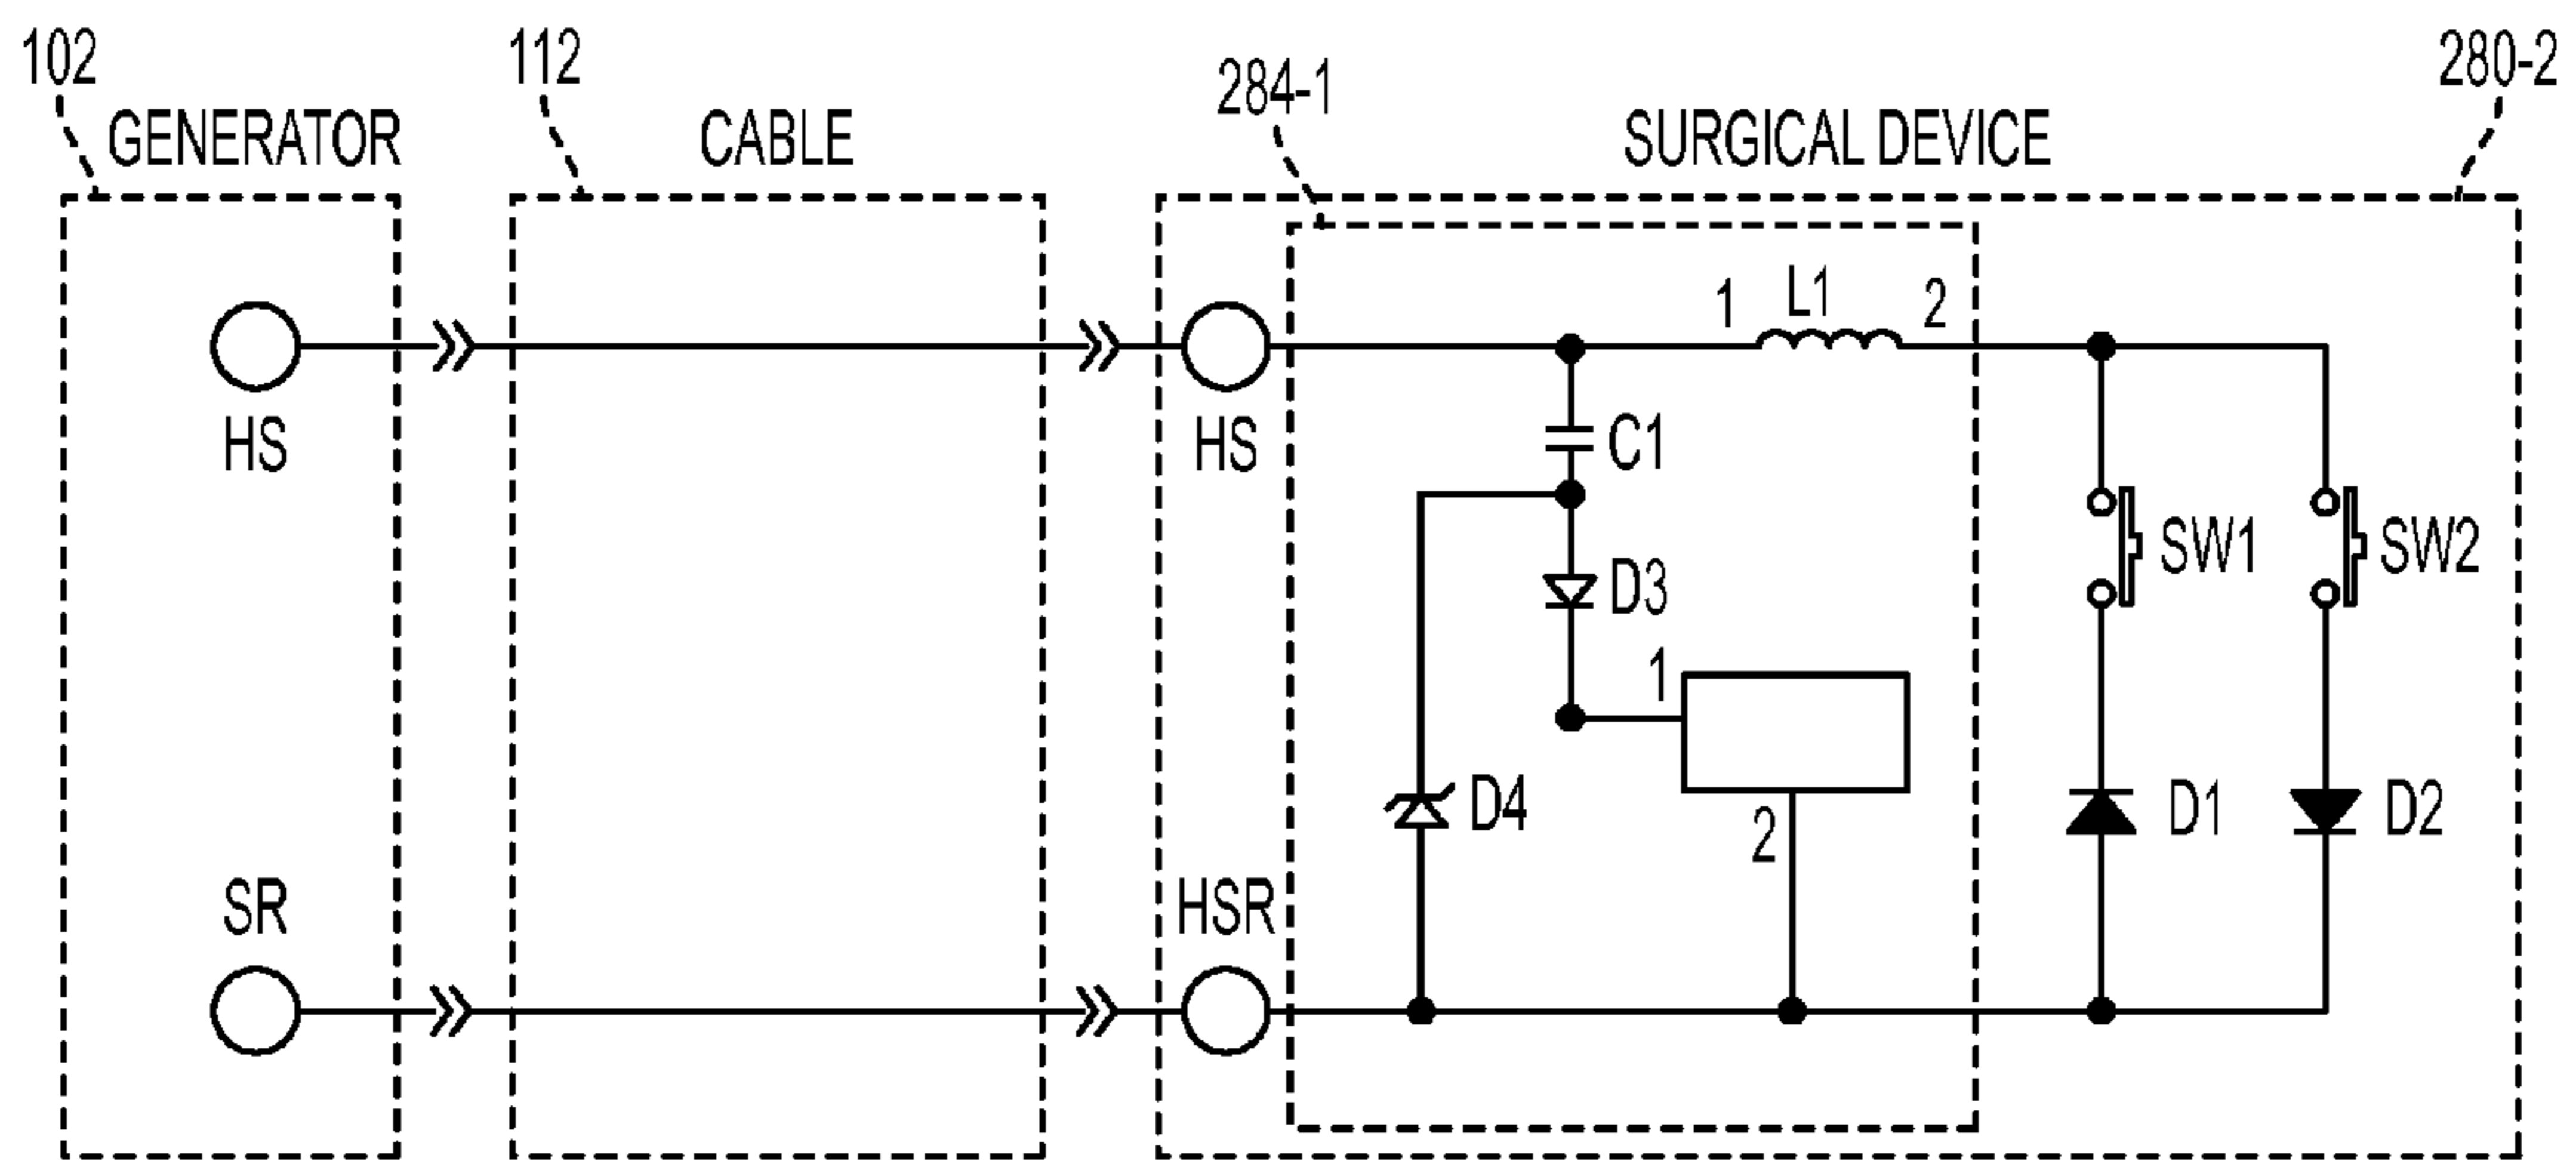 102
112
284-1
280-2
GENERATOR
CABLE
SURGICAL DEVICE
1
L1
2
HS
HS
C1
SW1
SW2
D3
1
D4
2
D1
D2
SR
HSR